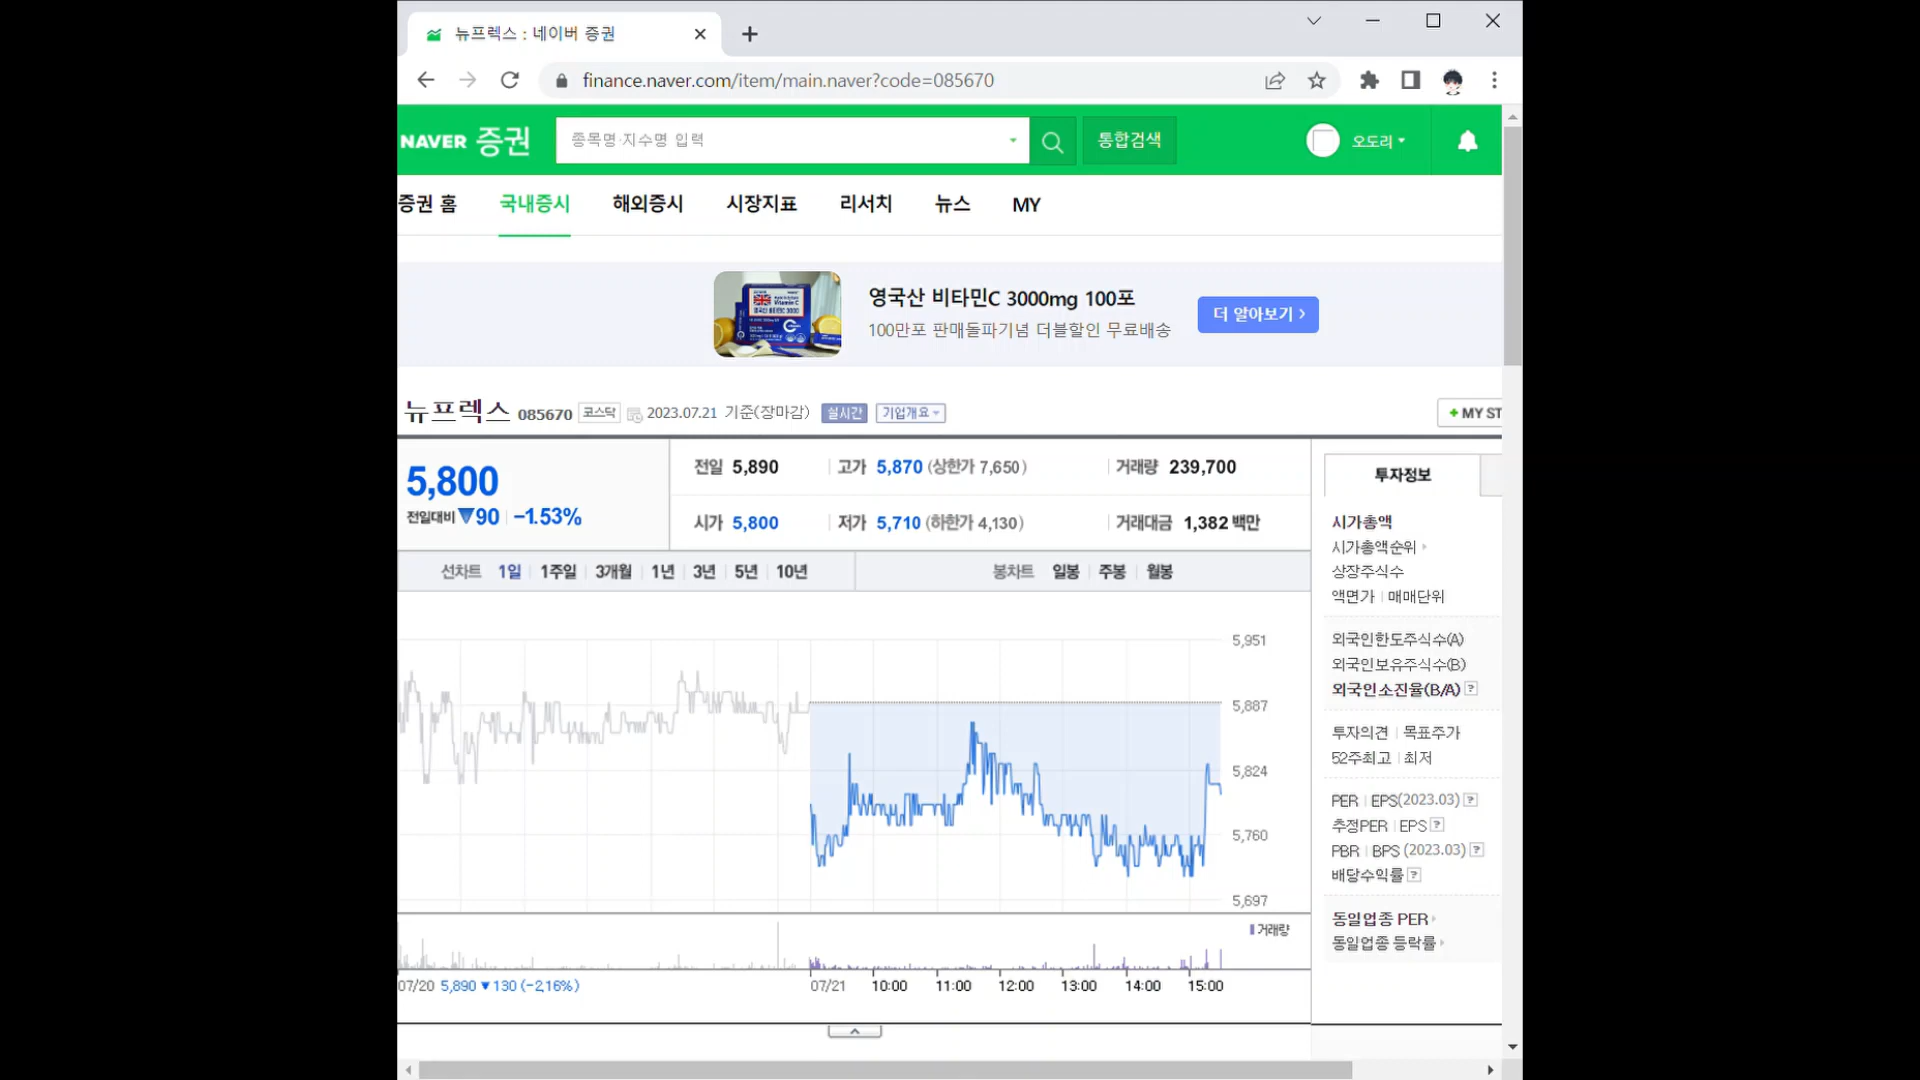 뉴프렉스 : 네이버 증권
finance.naver.com/item/main.naver?code=085670
NAVER 증권
종목명·지수명 입력
통합검색
오도리
증권 홈 국내증시 해외증시 시장지표 리서치 뉴스 MY
영국산 비타민C 3000mg 100포
100만포 판매돌파기념 더블할인 무료배송
더 알아보기
뉴프렉스 085670 코스닥 2023.07.21 기준(장마감) 실시간 기업개요
+ MY ST
5,800
전일대비 ▼90 -1.53%
전일 5,890 고가 5,870 (상한가 7,650) 거래량 239,700
시가 5,800 저가 5,710 (하한가 4,130) 거래대금 1,382 백만
선차트 1일 1주일 3개월 1년 3년 5년 10년
봉차트 일봉 주봉 월봉
5,951
5,887
5,824
5,760
5,697
거래량
07/20 5,890 ▼130 (-2.16%)
07/21 10:00 11:00 12:00 13:00 14:00 15:00
투자정보
시가총액
시가총액순위
상장주식수
액면가 매매단위
외국인한도주식수(A)
외국인보유주식수(B)
외국인소진율(B/A) ?
투자의견 목표주가
52주최고 최저
PER EPS(2023.03) ?
추정PER EPS ?
PBR BPS (2023.03) ?
배당수익률 ?
동일업종 PER
동일업종 등락률